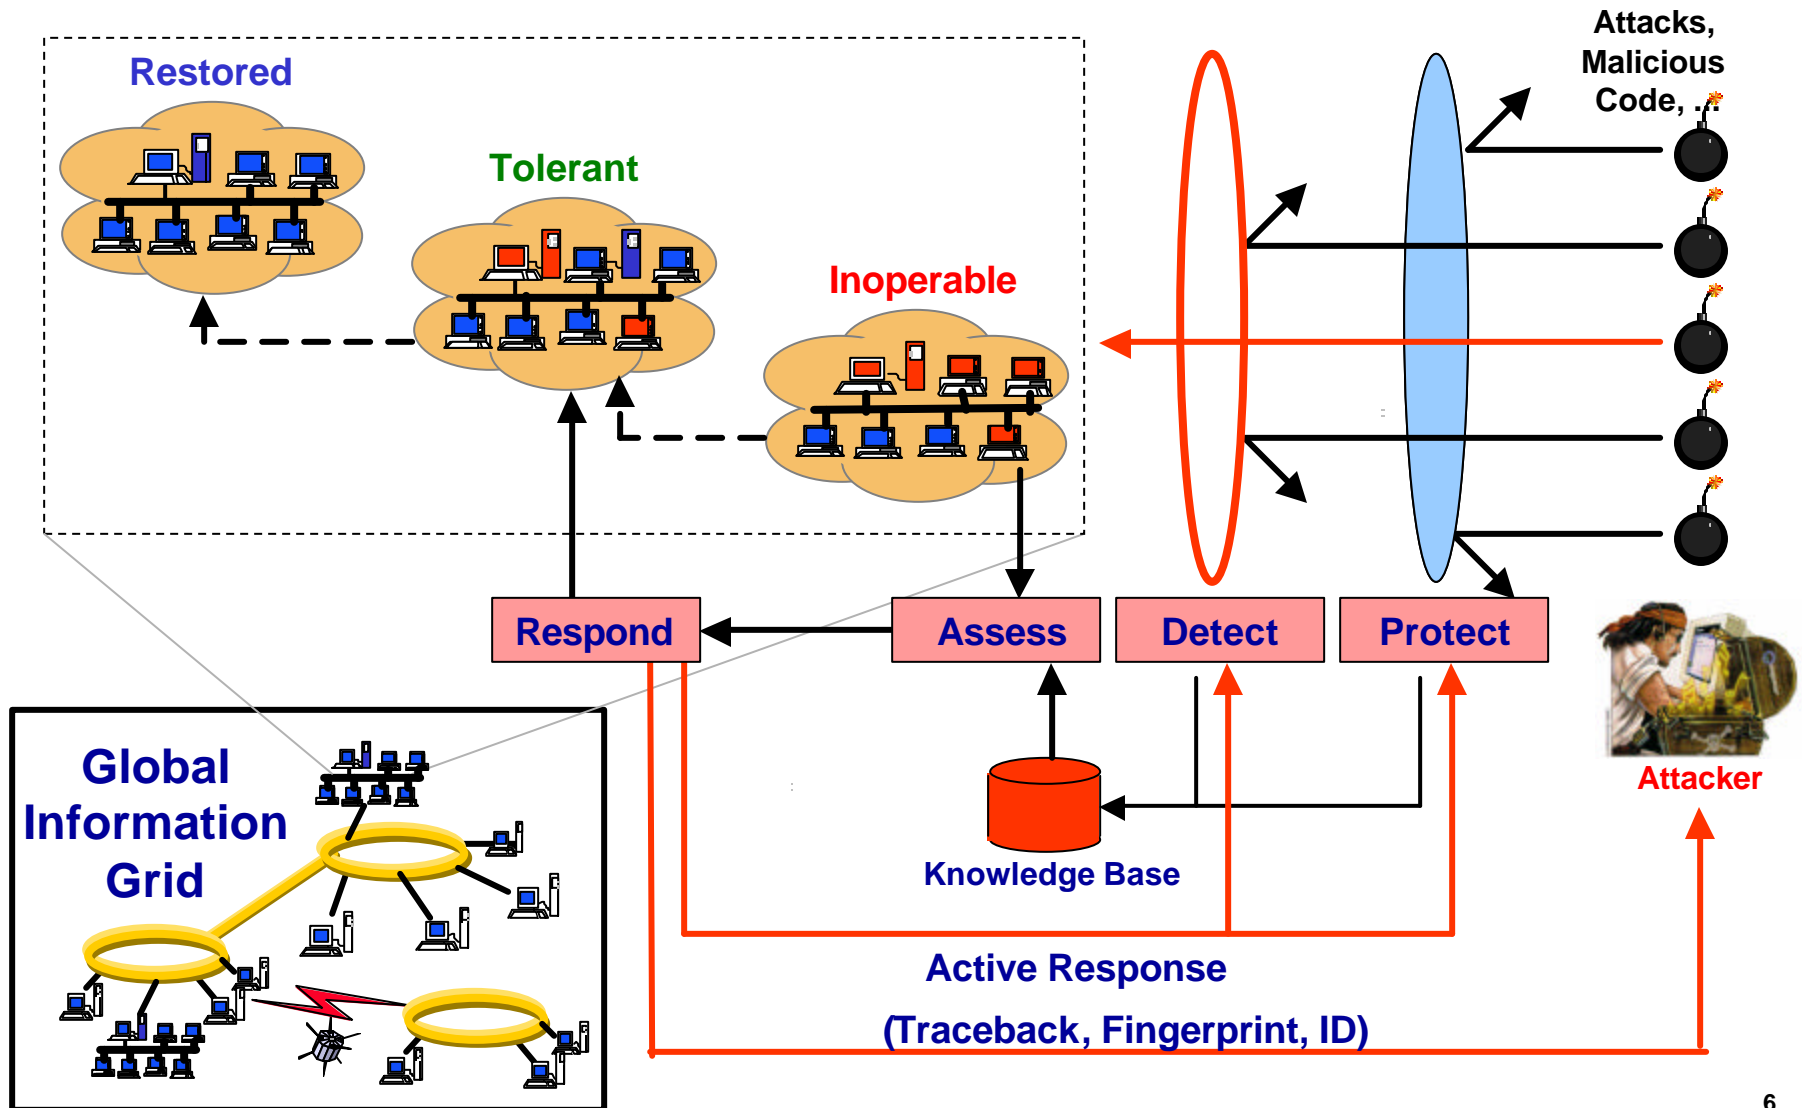 Attacks,
Malicious
Code, ...
Restored
Tolerant
Inoperable
Respond
Assess
Detect
Protect
Global
Information
Grid
Knowledge Base
Attacker
Active Response
(Traceback, Fingerprint, ID)
6